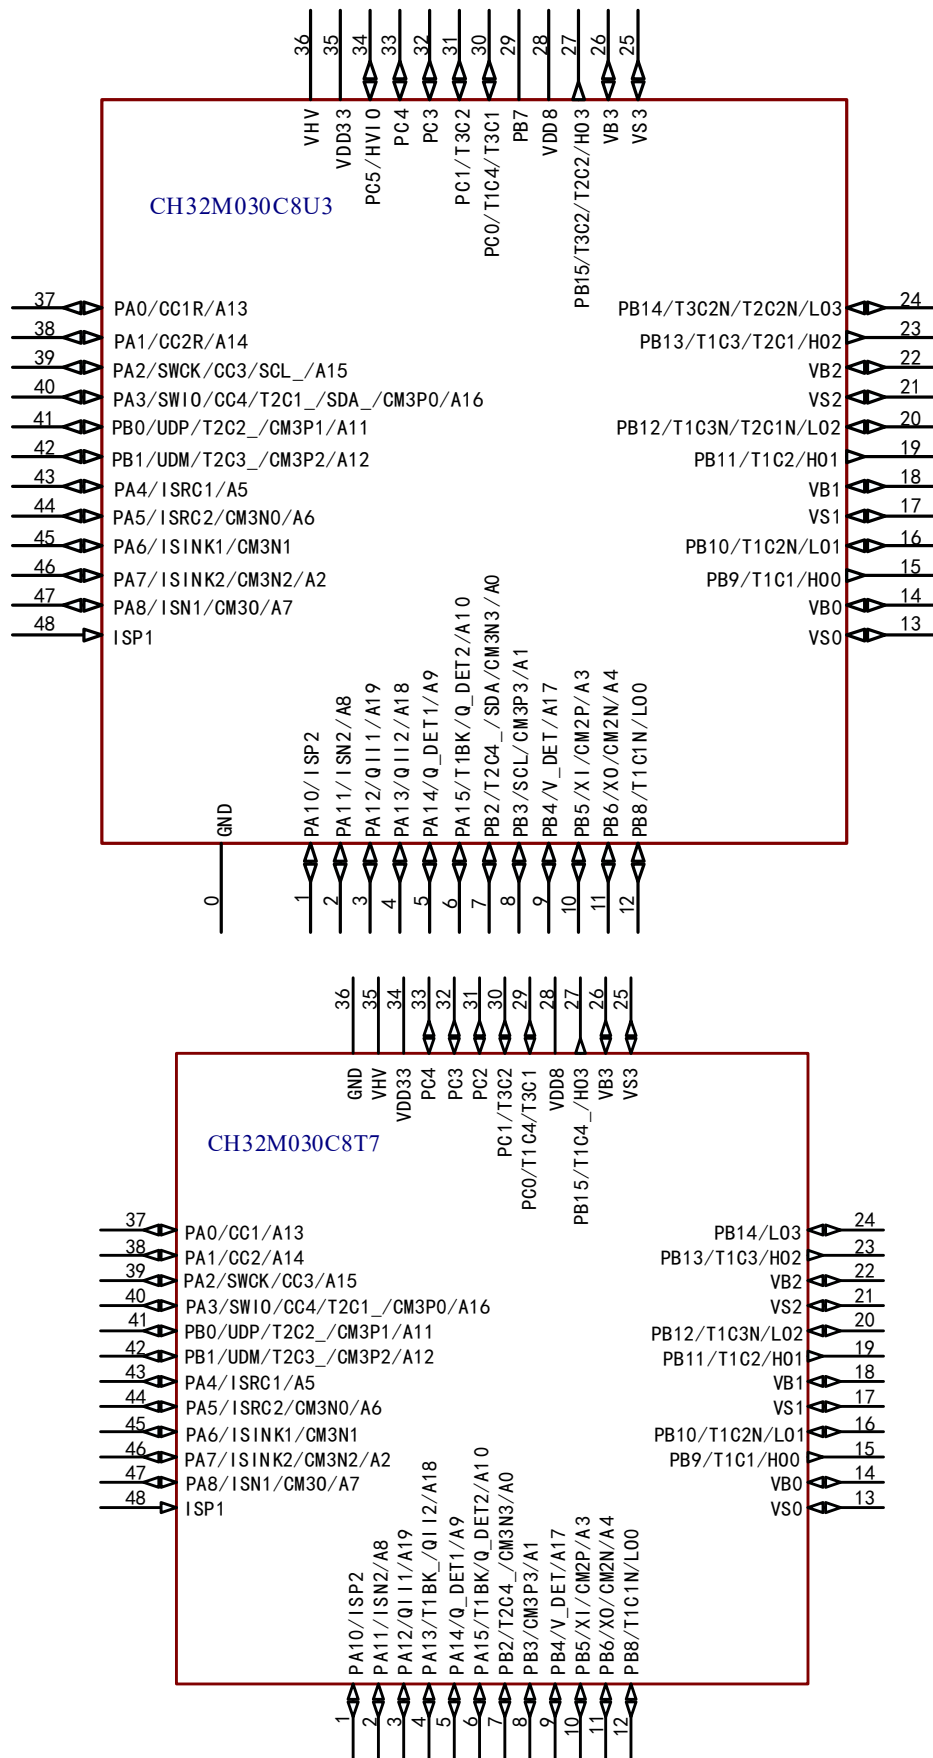 36 35 34 33 32 31 30 29 28 27 26 25
VHV
VDD33
PC5/HVIO
PC4
PC3
PC1/T3C2
PC0/T1C4/T3C1
PB7
VDD8
PB15/T3C2/T2C2/HO3
VB3
VS3
CH32M030C8U3
37 PA0/CC1R/A13
38 PA1/CC2R/A14
39 PA2/SWCK/CC3/SCL_/A15
40 PA3/SWIO/CC4/T2C1_/SDA_/CM3P0/A16
41 PB0/UDP/T2C2_/CM3P1/A11
42 PB1/UDM/T2C3_/CM3P2/A12
43 PA4/ISRC1/A5
44 PA5/ISRC2/CM3N0/A6
45 PA6/ISINK1/CM3N1
46 PA7/ISINK2/CM3N2/A2
47 PA8/ISN1/CM3O/A7
48 ISP1
PB14/T3C2N/T2C2N/LO3 24
PB13/T1C3/T2C1/HO2 23
VB2 22
VS2 21
PB12/T1C3N/T2C1N/LO2 20
PB11/T1C2/HO1 19
VB1 18
VS1 17
PB10/T1C2N/LO1 16
PB9/T1C1/HO0 15
VB0 14
VS0 13
GND
PA10/ISP2
PA11/ISN2/A8
PA12/QII1/A19
PA13/QII2/A18
PA14/Q_DET1/A9
PA15/T1BK/Q_DET2/A10
PB2/T2C4_/SDA/CM3N3/A0
PB3/SCL/CM3P3/A1
PB4/V_DET/A17
PB5/XI/CM2P/A3
PB6/XO/CM2N/A4
PB8/T1C1N/LO0
0 1 2 3 4 5 6 7 8 9 10 11 12
36 35 34 33 32 31 30 29 28 27 26 25
GND
VHV
VDD33
PC4
PC3
PC2
PC1/T3C2
PC0/T1C4/T3C1
VDD8
PB15/T1C4_/HO3
VB3
VS3
CH32M030C8T7
37 PA0/CC1/A13
38 PA1/CC2/A14
39 PA2/SWCK/CC3/A15
40 PA3/SWIO/CC4/T2C1_/CM3P0/A16
41 PB0/UDP/T2C2_/CM3P1/A11
42 PB1/UDM/T2C3_/CM3P2/A12
43 PA4/ISRC1/A5
44 PA5/ISRC2/CM3N0/A6
45 PA6/ISINK1/CM3N1
46 PA7/ISINK2/CM3N2/A2
47 PA8/ISN1/CM3O/A7
48 ISP1
PB14/LO3 24
PB13/T1C3/HO2 23
VB2 22
VS2 21
PB12/T1C3N/LO2 20
PB11/T1C2/HO1 19
VB1 18
VS1 17
PB10/T1C2N/LO1 16
PB9/T1C1/HO0 15
VB0 14
VS0 13
PA10/ISP2
PA11/ISN2/A8
PA12/QII1/A19
PA13/T1BK_/QII2/A18
PA14/Q_DET1/A9
PA15/T1BK/Q_DET2/A10
PB2/T2C4_/CM3N3/A0
PB3/CM3P3/A1
PB4/V_DET/A17
PB5/XI/CM2P/A3
PB6/XO/CM2N/A4
PB8/T1C1N/LO0
1 2 3 4 5 6 7 8 9 10 11 12